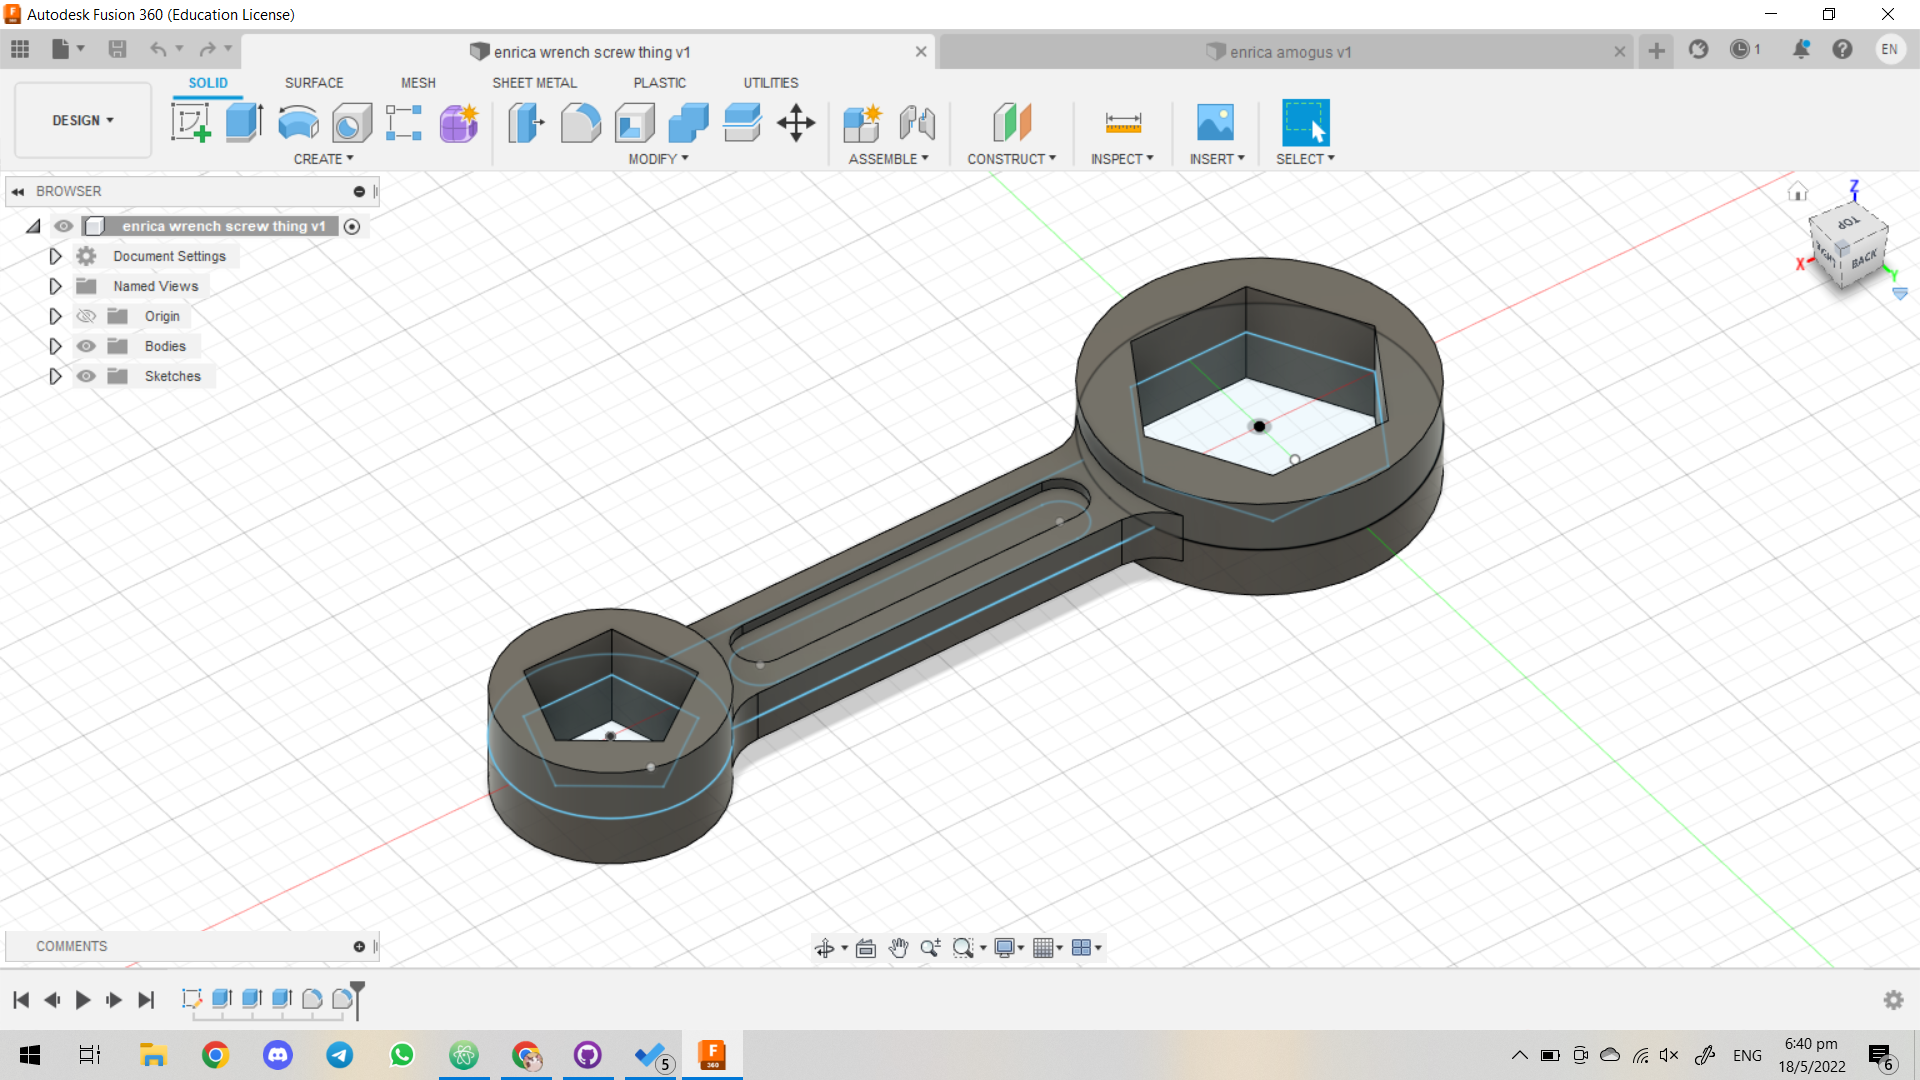 Autodesk Fusion 360 (Education License)
enrica wrench screw thing v1
enrica amogus v1
1
EN
DESIGN
SOLID
SURFACE
MESH
SHEET METAL
PLASTIC
UTILITIES
CREATE
MODIFY
ASSEMBLE
CONSTRUCT
INSPECT
INSERT
SELECT
BROWSER
enrica wrench screw thing v1
Document Settings
Named Views
Origin
Bodies
Sketches
Z
TOP
BACK
X
Y
COMMENTS
5
F
360
ENG
6:40 pm
18/5/2022
6